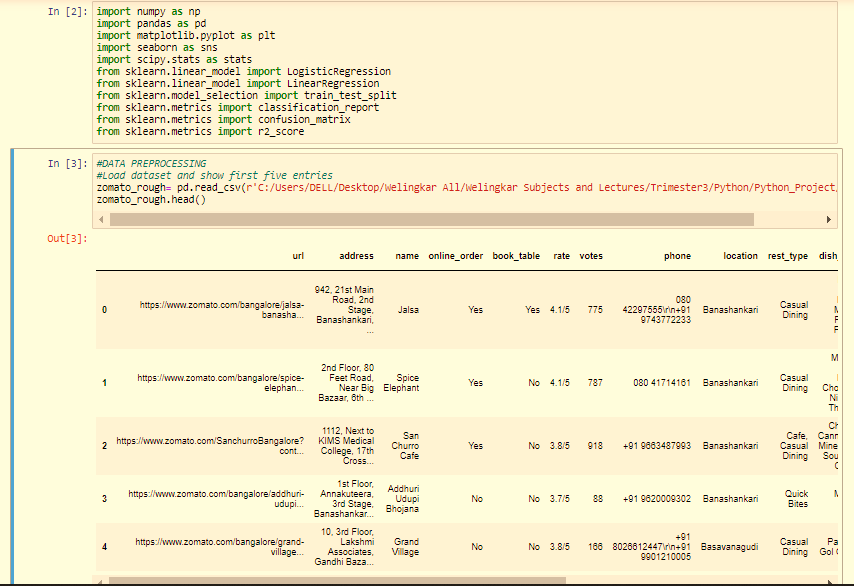 In [2]:
import numpy as np
import pandas as pd
import matplotlib.pyplot as plt
import seaborn as sns
import scipy.stats as stats
from sklearn.linear_model import LogisticRegression
from sklearn.linear_model import LinearRegression
from sklearn.model_selection import train_test_split
from sklearn.metrics import classification_report
from sklearn.metrics import confusion_matrix
from sklearn.metrics import r2_score
In [3]:
#DATA PREPROCESSING
#Load dataset and show first five entries
zomato_rough= pd.read_csv(r'C:/Users/DELL/Desktop/Welingkar All/Welingkar Subjects and Lectures/Trimester3/Python/Python_Project
zomato_rough.head()
Out[3]:
url address name online_order book_table rate votes phone location rest_type dish_
0
https://www.zomato.com/bangalore/jalsa-
banasha...
942, 21st Main
Road, 2nd
Stage,
Banashankari,
...
Jalsa
Yes
Yes
4.1/5
775
080
42297555\r\n+91
9743772233
Banashankari
Casual
Dining
1
https://www.zomato.com/bangalore/spice-
elephan...
2nd Floor, 80
Feet Road,
Near Big
Bazaar, 6th ...
Spice
Elephant
Yes
No
4.1/5
787
080 41714161
Banashankari
Casual
Dining
2
https://www.zomato.com/SanchurroBangalore?
cont...
1112, Next to
KIMS Medical
College, 17th
Cross...
San
Churro
Cafe
Yes
No
3.8/5
918
+91 9663487993
Banashankari
Cafe,
Casual
Dining
3
https://www.zomato.com/bangalore/addhuri-
udupi...
1st Floor,
Annakuteera,
3rd Stage,
Banashankar...
Addhuri
Udupi
Bhojana
No
No
3.7/5
88
+91 9620009302
Banashankari
Quick
Bites
4
https://www.zomato.com/bangalore/grand-
village...
10, 3rd Floor,
Lakshmi
Associates,
Gandhi Baza...
Grand
Village
No
No
3.8/5
166
+91
8026612447\r\n+91
9901210005
Basavanagudi
Casual
Dining